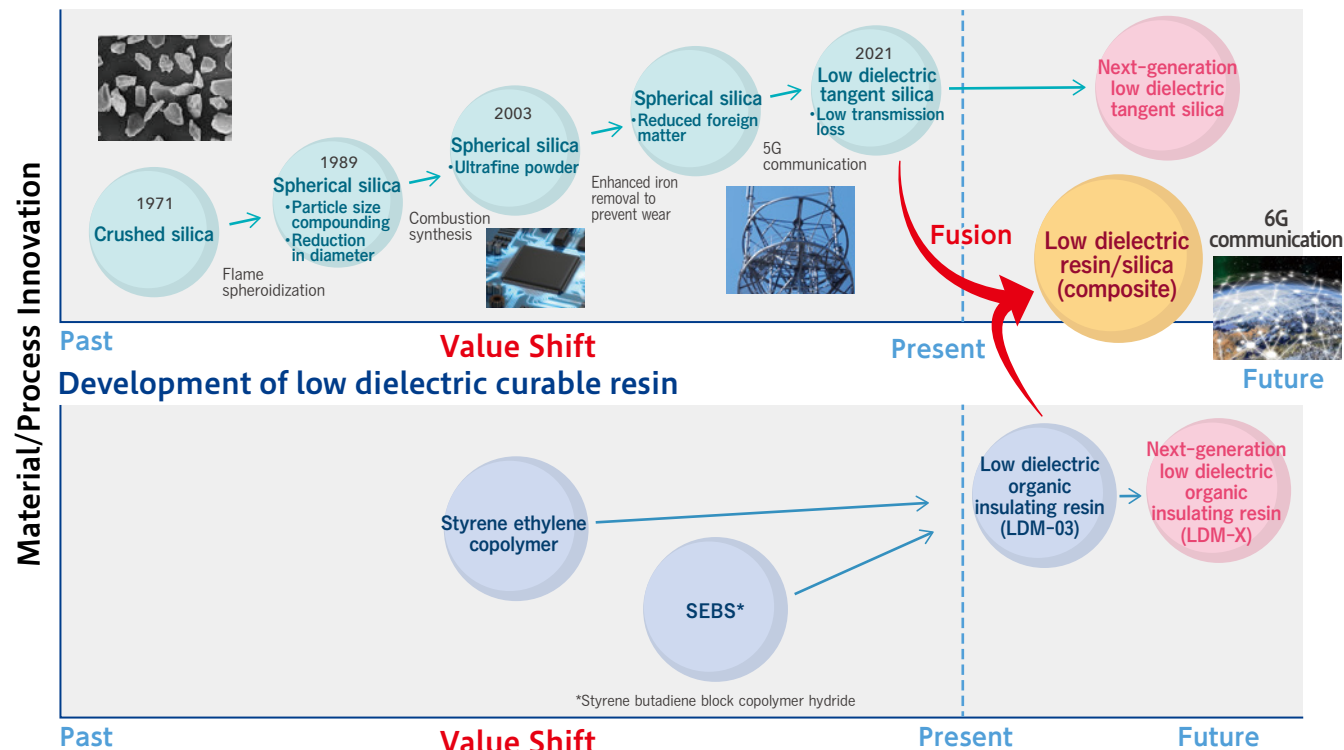 Material/Process Innovation
1971
Crushed silica
Flame
spheroidization
1989
Spherical silica
・Particle size
compounding
・Reduction
in diameter
Combustion
synthesis
2003
Spherical silica
・Ultrafine powder
Enhanced iron
removal to
prevent wear
Spherical silica
・Reduced foreign
matter
5G
communication
2021
Low dielectric
tangent silica
・Low transmission
loss
Next-generation
low dielectric
tangent silica
Fusion
Low dielectric
resin/silica
(composite)
6G
communication
Past
Value Shift
Present
Future
Development of low dielectric curable resin
Styrene ethylene
copolymer
SEBS*
Low dielectric
organic
insulating resin
(LDM-03)
Next-generation
low dielectric
organic
insulating resin
(LDM-X)
*Styrene butadiene block copolymer hydride
Past
Value Shift
Present
Future